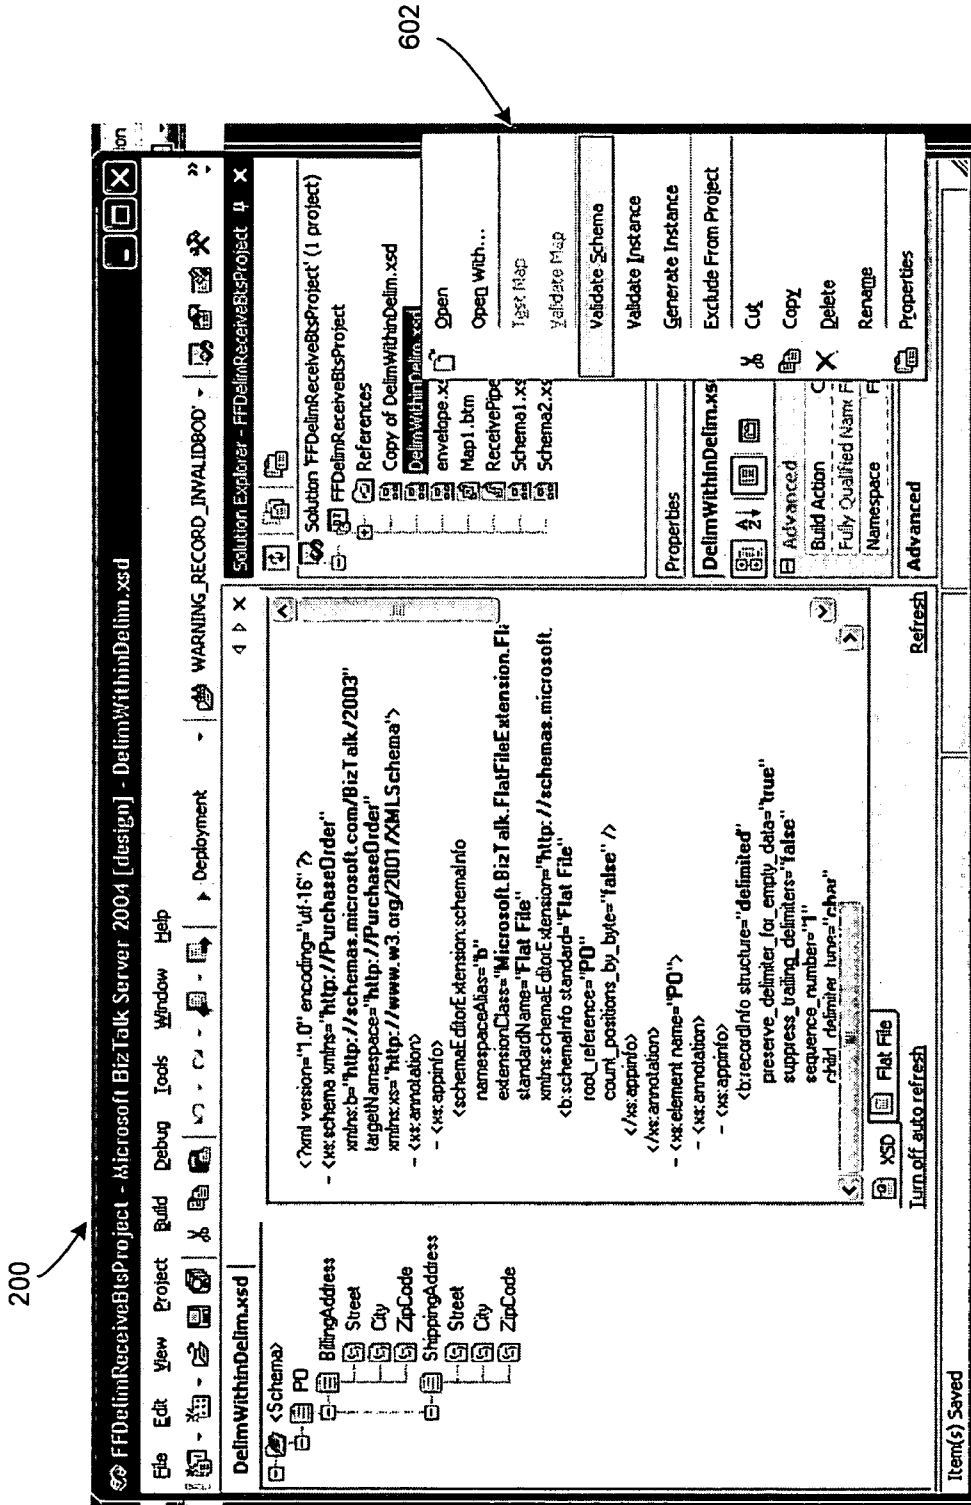 200
602
FFDelimReceiveBtsProject - Microsoft BizTalk Server 2004 [design] - DelimWithinDelim.xsd
File Edit View Project Build Debug Tools Window Help
Deployment WARNING_RECORD_INVALIDBOD
DelimWithinDelim.xsd
<Schema>
PO
BillingAddress
Street
City
ZipCode
ShippingAddress
Street
City
ZipCode
<?xml version="1.0" encoding="utf-16" ?>
- <xs:schema xmlns="http://PurchaseOrder"
xmlns:b="http://schemas.microsoft.com/BizTalk/2003"
targetNamespace="http://PurchaseOrder"
xmlns:xs="http://www.w3.org/2001/XMLSchema">
- <xs:annotation>
- <xs:appinfo>
<schemaEditorExtension:schemaInfo
namespaceAlias="b"
extensionClass="Microsoft.BizTalk.FlatFileExtension.Fl
standardName="Flat File"
xmlns:schemaEditorExtension="http://schemas.microsoft.
<b:schemaInfo standard="Flat File"
root_reference="PO"
count_positions_by_byte="false" />
</xs:appinfo>
</xs:annotation>
- <xs:element name="PO">
- <xs:annotation>
- <xs:appinfo>
<b:recordInfo structure="delimited"
preserve_delimiter_for_empty_data="true"
suppress_trailing_delimiters="false"
sequence_number="1"
child_delimiter_type="char"
XSD Flat File
Turn off auto refresh Refresh
Solution Explorer - FFDelimReceiveBtsProject
Solution 'FFDelimReceiveBtsProject' (1 project)
FFDelimReceiveBtsProject
References
Copy of DelimWithinDelim.xsd
DelimWithinDelim.xsd
envelope.xs
Map1.btm
ReceivePipe
Schema1.xs
Schema2.xs
Open
Open With...
Test Map
Validate Map
Validate Schema
Validate Instance
Generate Instance
Exclude From Project
Cut
Copy
Delete
Rename
Properties
Properties
DelimWithinDelim.xs
Advanced
Build Action C
Fully Qualified Name F
Namespace F
Advanced
Item(s) Saved